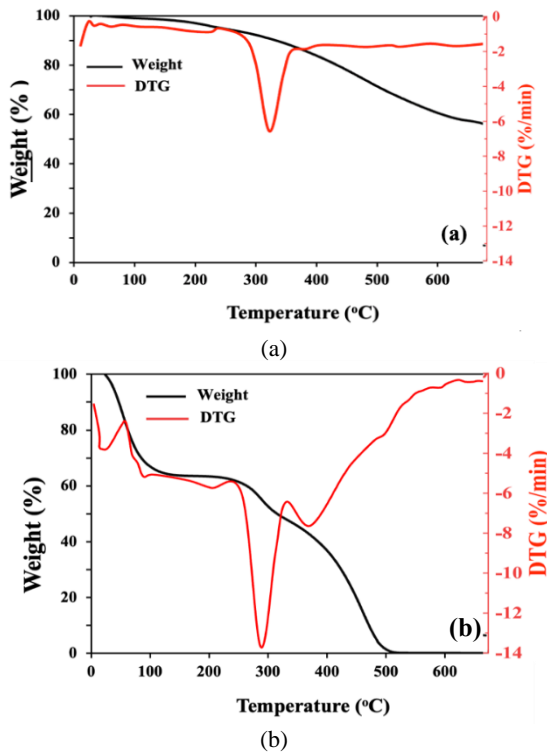 100
80
60
40
20
0
Weight (%)
Weight
DTG
0
-2
-4
-6
-8
-10
-12
-14
DTG (%/min)
(a)
0 100 200 300 400 500 600
Temperature (°C)
(a)
100
80
60
40
20
0
Weight (%)
Weight
DTG
0
-2
-4
-6
-8
-10
-12
-14
DTG (%/min)
(b)
0 100 200 300 400 500 600
Temperature (°C)
(b)